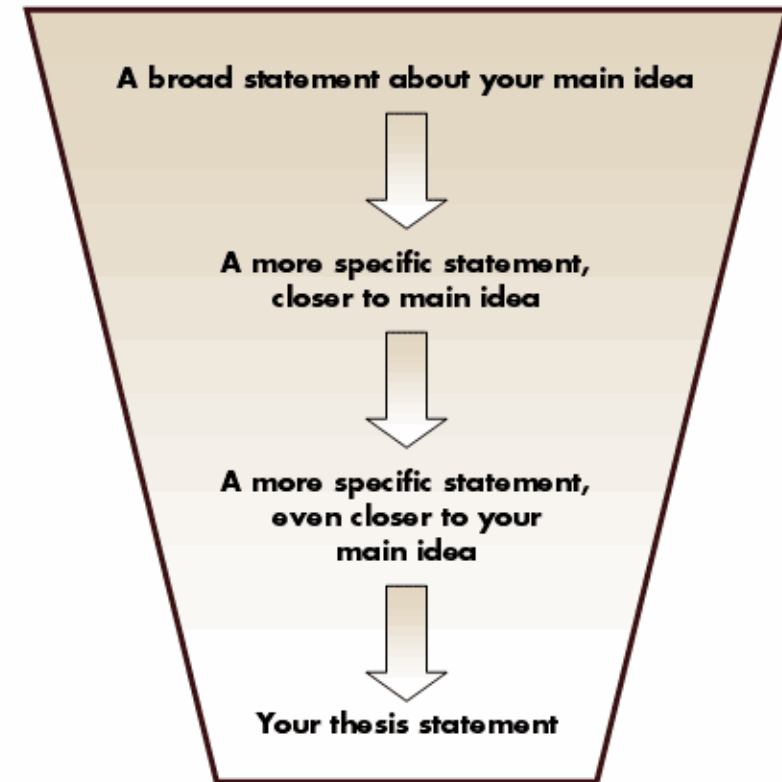 A broad statement about your main idea
A more specific statement,
closer to main idea
A more specific statement,
even closer to your
main idea
Your thesis statement